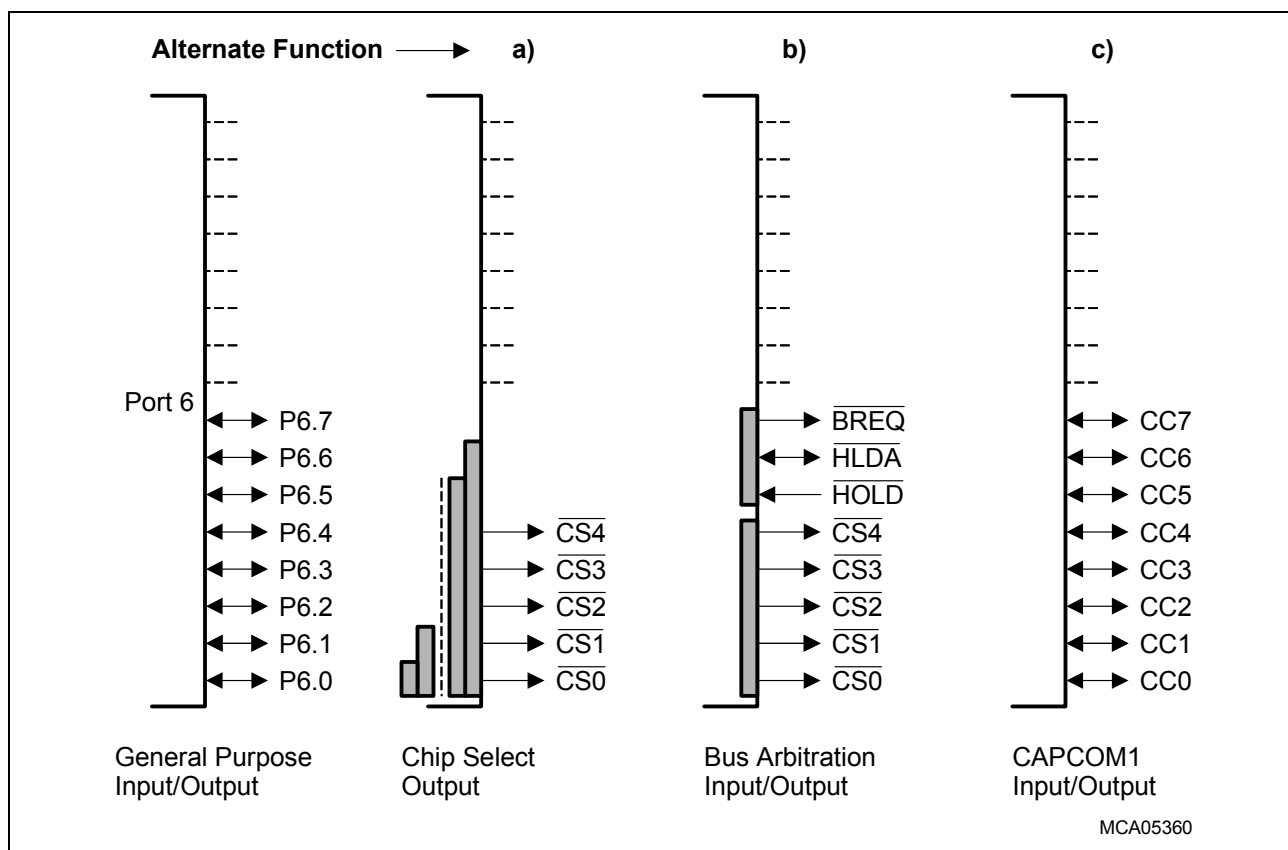 Alternate Function a) b) c)
Port 6
P6.7 BREQ CC7
P6.6 HLDA CC6
P6.5 HOLD CC5
P6.4 CS4 CS4 CC4
P6.3 CS3 CS3 CC3
P6.2 CS2 CS2 CC2
P6.1 CS1 CS1 CC1
P6.0 CS0 CS0 CC0
General Purpose Chip Select Bus Arbitration CAPCOM1
Input/Output Output Input/Output Input/Output
MCA05360